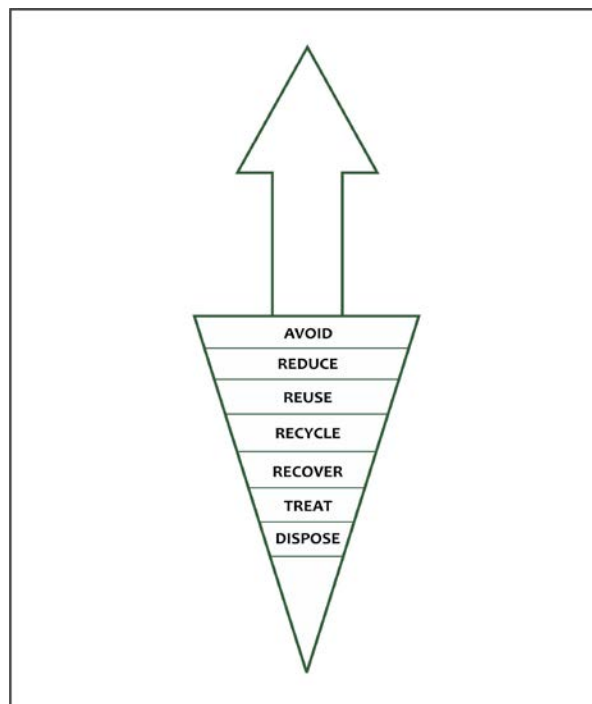 AVOID
REDUCE
REUSE
RECYCLE
RECOVER
TREAT
DISPOSE